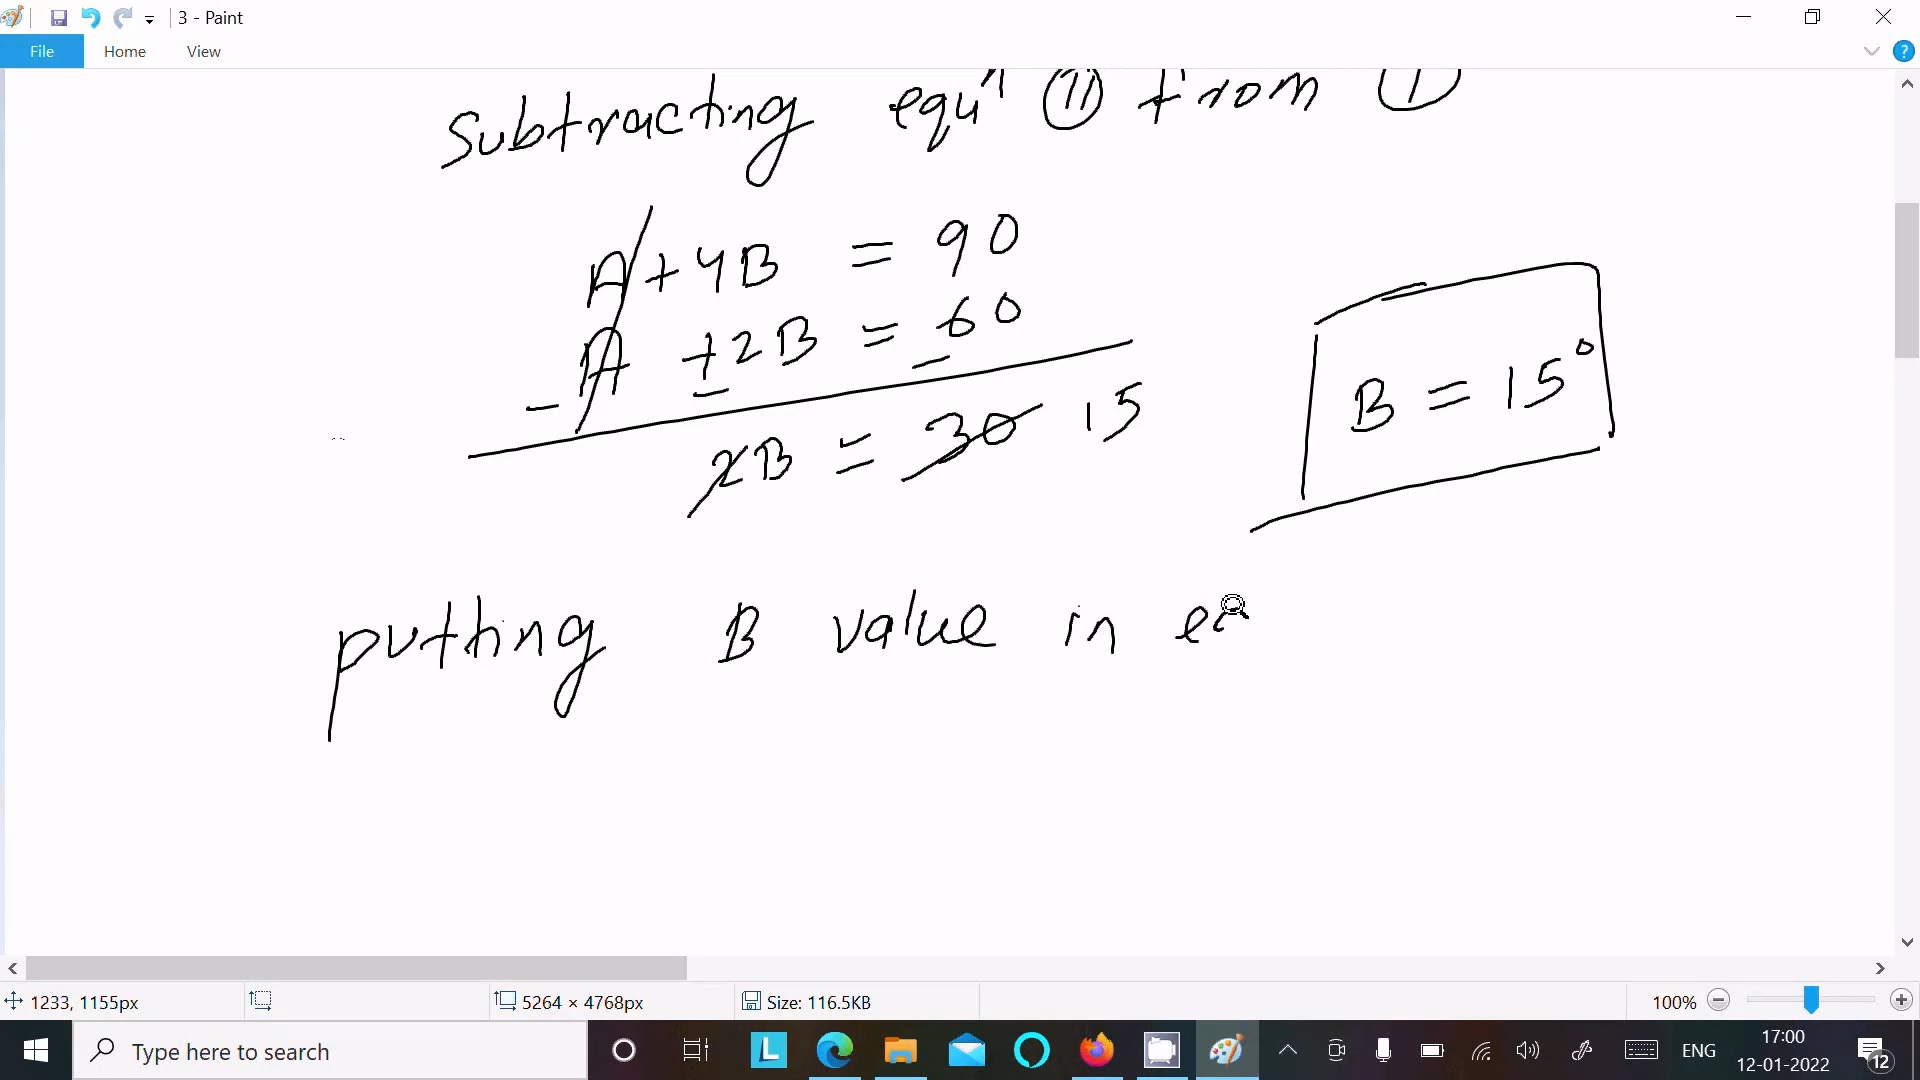 3 - Paint
File Home View
Subtracting equⁿ II from I
A + 4B = 90
A + 2B = 60
- - -
2B = 30 15
B = 15°
putting B value in
1233, 1155px 5264 × 4768px Size: 116.5KB 100%
Type here to search
L
ENG
17:00
12-01-2022
12